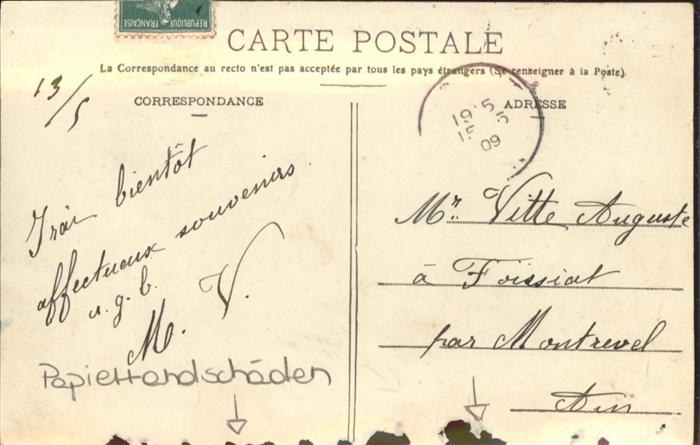 REPUBLIQUE FRANÇAISE
CARTE POSTALE
La Correspondance au recto n'est pas acceptée par tous les pays étrangers (Se renseigner à la Poste).
CORRESPONDANCE
13/5
Irai bientôt
affectueux souvenirs
a.g.b.
M. V.
ADRESSE
19 5
15 5
09
Mr. Vitte Auguste
à Foissiat
par Montrevel
Ain
Papierrandschäden